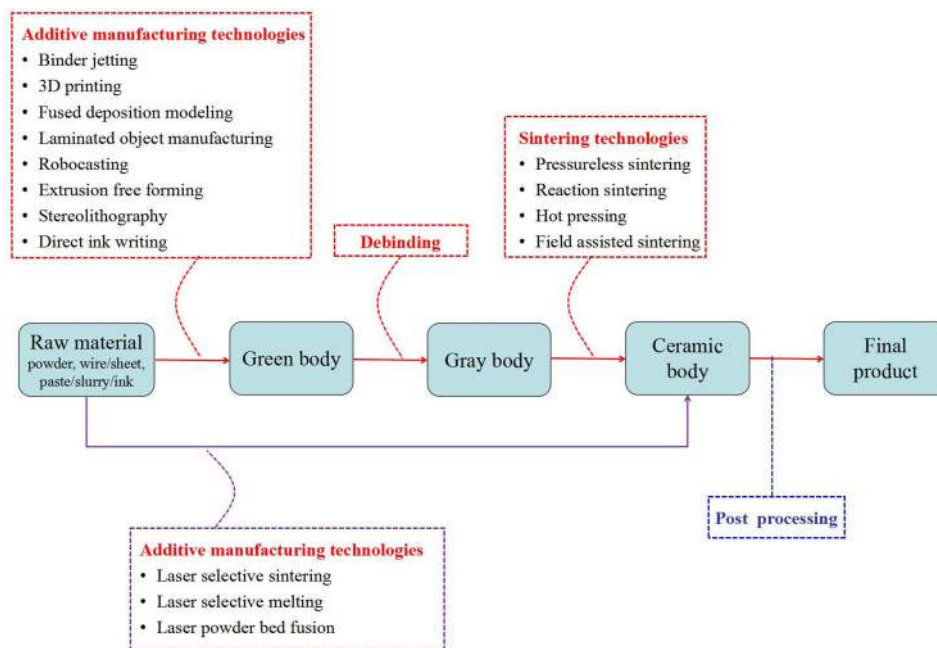 Additive manufacturing technologies
• Binder jetting
• 3D printing
• Fused deposition modeling
• Laminated object manufacturing
• Robocasting
• Extrusion free forming
• Stereolithography
• Direct ink writing
Debinding
Sintering technologies
• Pressureless sintering
• Reaction sintering
• Hot pressing
• Field assisted sintering
Raw material
powder, wire/sheet,
paste/slurry/ink
Green body
Gray body
Ceramic
body
Final
product
Post processing
Additive manufacturing technologies
• Laser selective sintering
• Laser selective melting
• Laser powder bed fusion